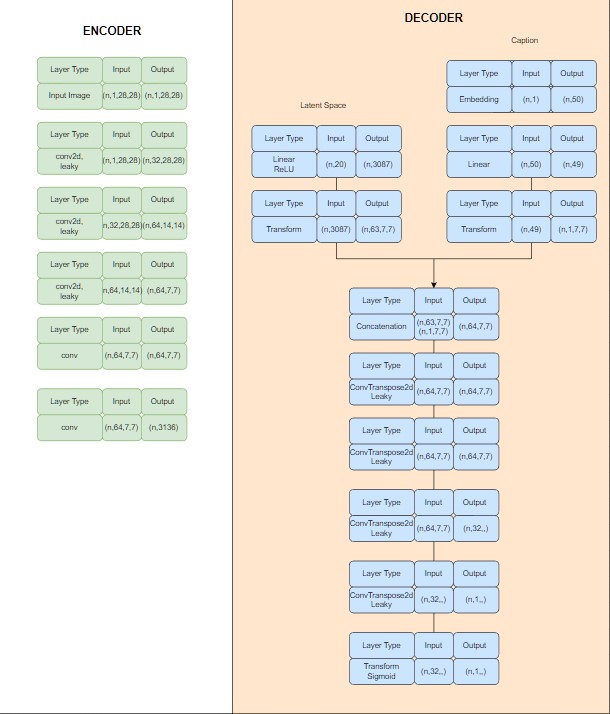 ENCODER
Layer Type Input Output
Input Image (n,1,28,28) (n,1,28,28)
Layer Type Input Output
conv2d, leaky (n,1,28,28) (n,32,28,28)
Layer Type Input Output
conv2d, leaky (n,32,28,28) (n,64,14,14)
Layer Type Input Output
conv2d, leaky (n,64,14,14) (n,64,7,7)
Layer Type Input Output
conv (n,64,7,7) (n,64,7,7)
Layer Type Input Output
conv (n,64,7,7) (n,3136)
DECODER
Caption
Layer Type Input Output
Embedding (n,1) (n,50)
Latent Space
Layer Type Input Output
Linear ReLU (n,20) (n,3087)
Layer Type Input Output
Linear (n,50) (n,49)
Layer Type Input Output
Transform (n,3087) (n,63,7,7)
Layer Type Input Output
Transform (n,49) (n,1,7,7)
Layer Type Input Output
Concatenation (n,63,7,7) (n,1,7,7) (n,64,7,7)
Layer Type Input Output
ConvTranspose2d Leaky (n,64,7,7) (n,64,7,7)
Layer Type Input Output
ConvTranspose2d Leaky (n,64,7,7) (n,64,7,7)
Layer Type Input Output
ConvTranspose2d Leaky (n,64,7,7) (n,32,,)
Layer Type Input Output
ConvTranspose2d Leaky (n,32,,) (n,1,,)
Layer Type Input Output
Transform Sigmoid (n,32,,) (n,1,,)